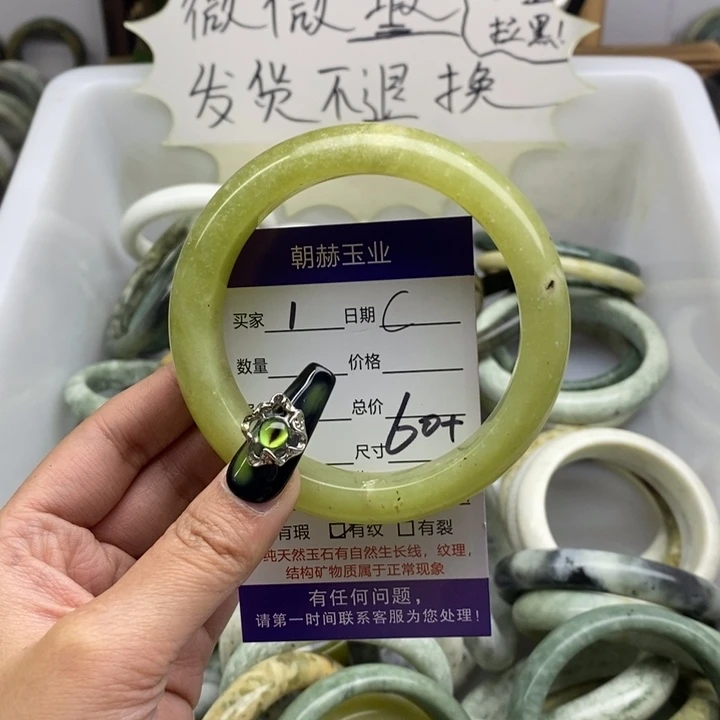 微微瑕
拉黑!
发货不退换
朝赫玉业
买家 1 日期 C
数量 价格
总价
尺寸 60+
有瑕 ☑有纹 ☐有裂
纯天然玉石有自然生长线，纹理，
结构矿物质属于正常现象
有任何问题，
请第一时间联系客服为您处理!